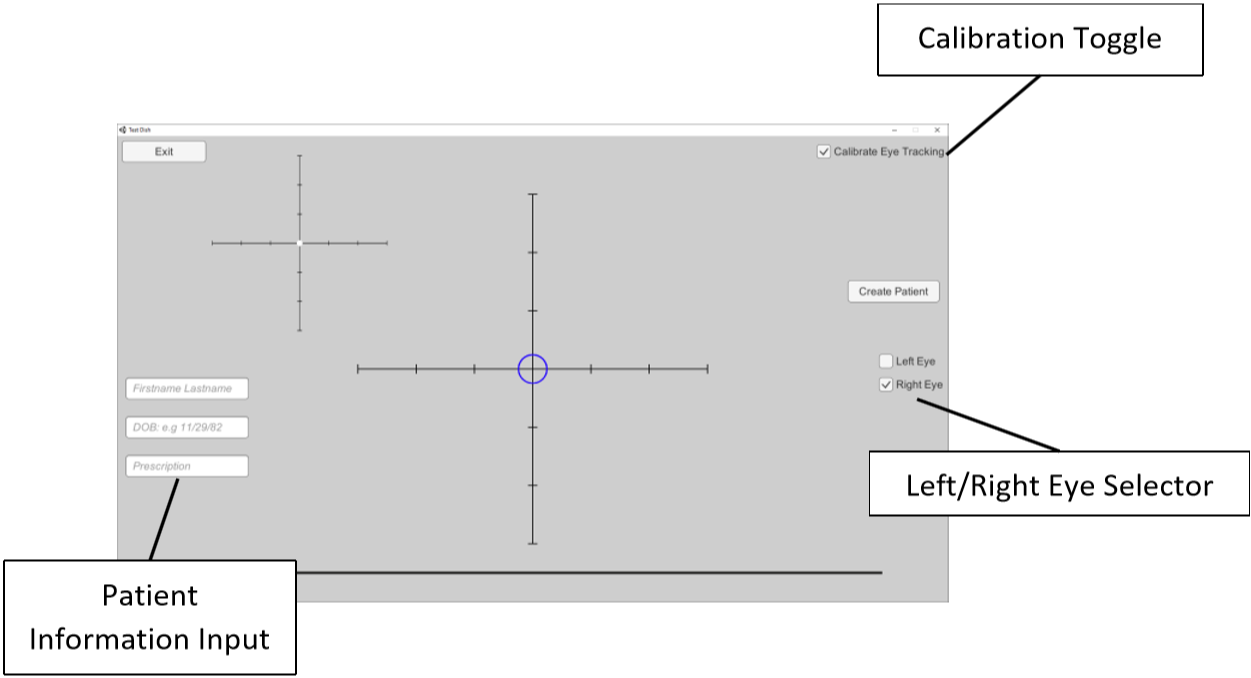 Calibration Toggle
Test Dish
Exit
Calibrate Eye Tracking
Create Patient
Left Eye
Right Eye
Firstname Lastname
DOB: e.g 11/29/82
Prescription
Left/Right Eye Selector
Patient
Information Input